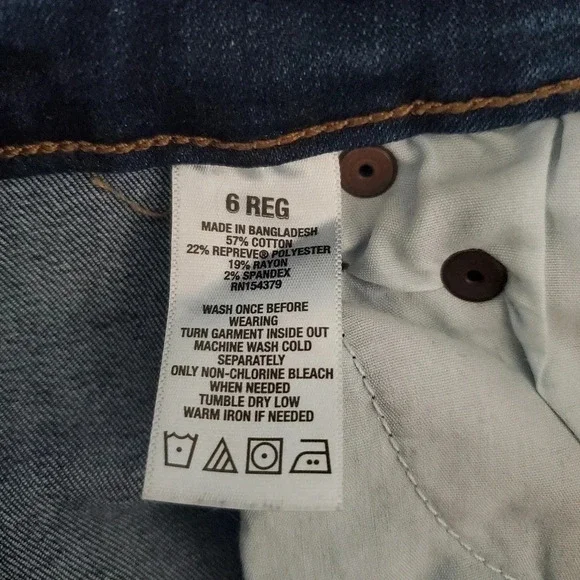 6 REG
MADE IN BANGLADESH
57% COTTON
22% REPREVE® POLYESTER
19% RAYON
2% SPANDEX
RN154379
WASH ONCE BEFORE
WEARING
TURN GARMENT INSIDE OUT
MACHINE WASH COLD
SEPARATELY
ONLY NON-CHLORINE BLEACH
WHEN NEEDED
TUMBLE DRY LOW
WARM IRON IF NEEDED